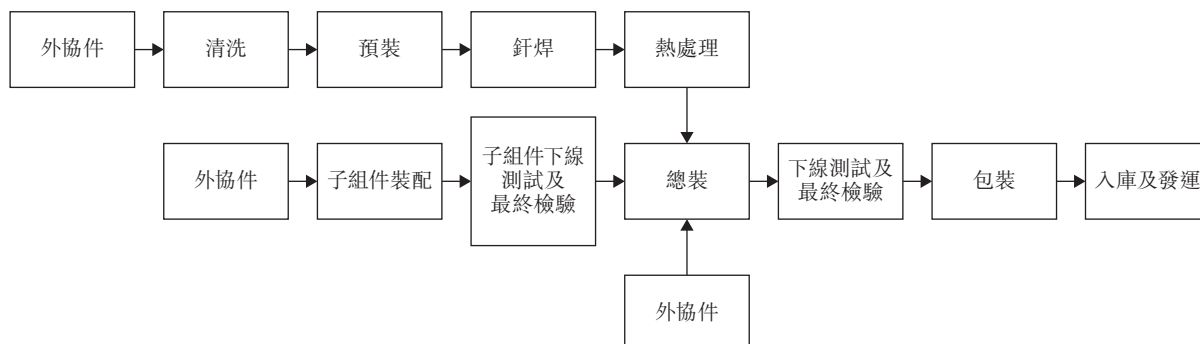 外協件
清洗
預裝
釬焊
熱處理
外協件
子組件裝配
子組件下線
測試及
最終檢驗
總裝
下線測試及
最終檢驗
包裝
入庫及發運
外協件